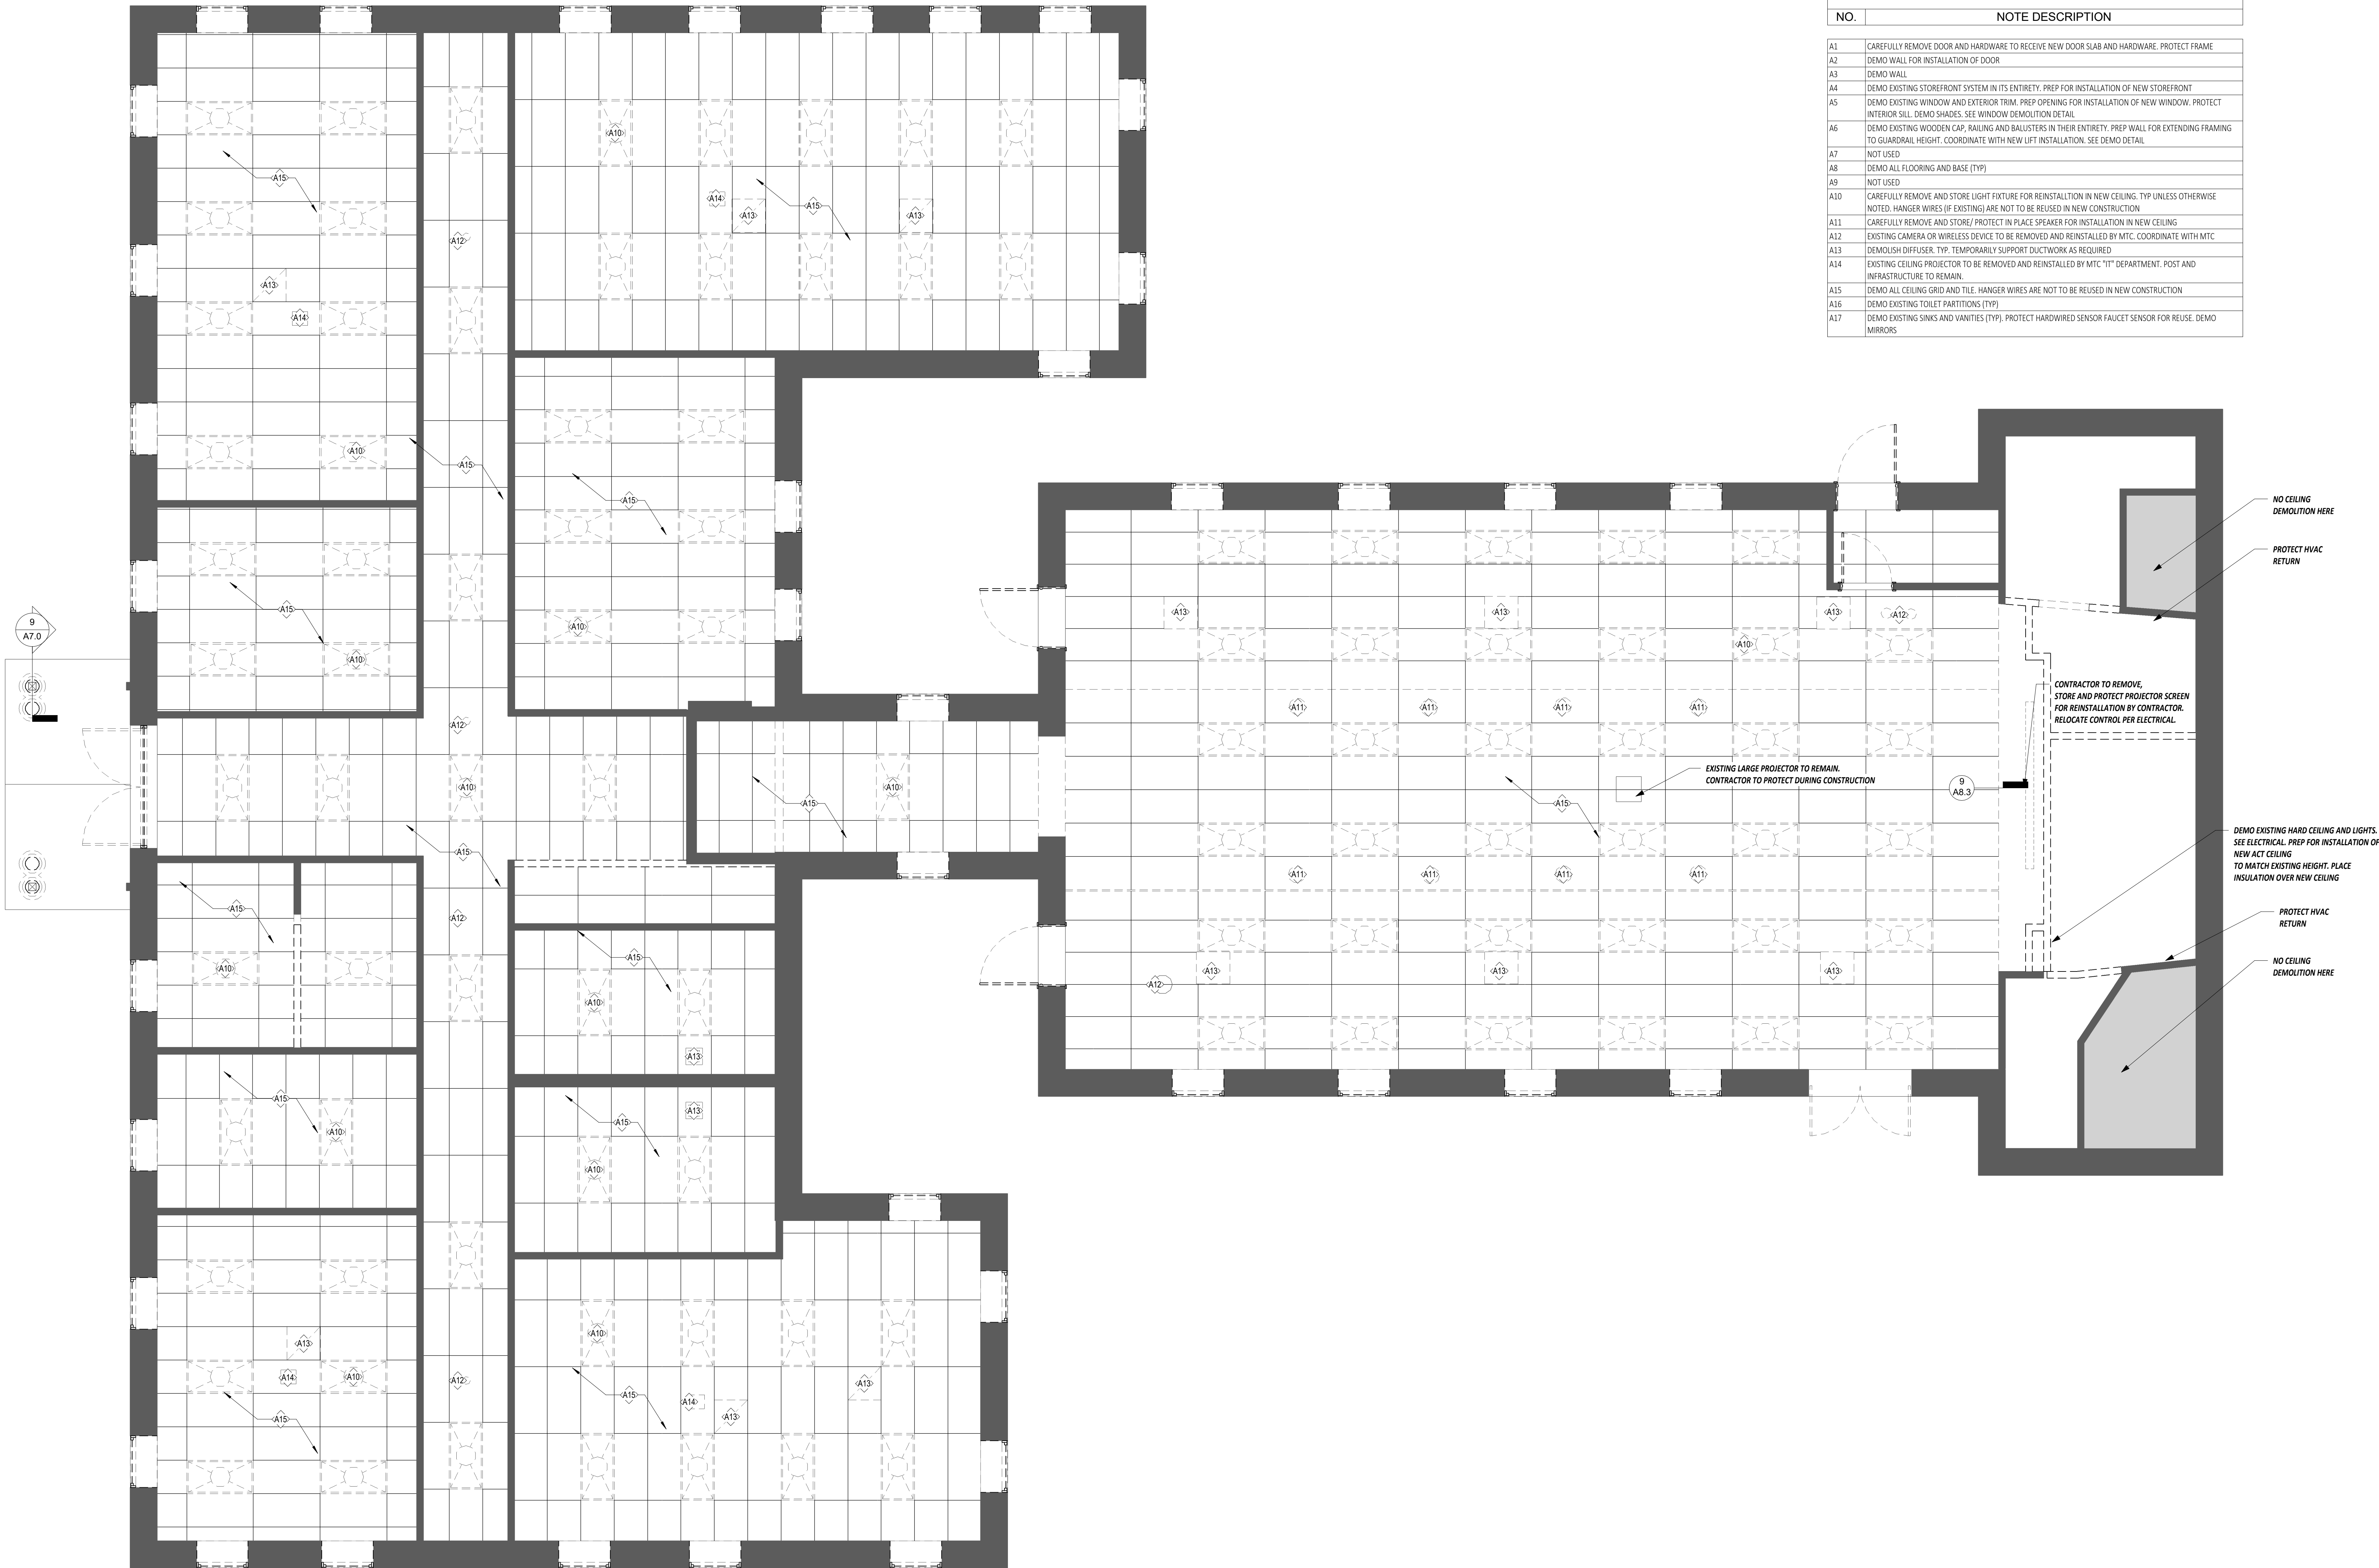 NO. NOTE DESCRIPTION
A1 CAREFULLY REMOVE DOOR AND HARDWARE TO RECEIVE NEW DOOR SLAB AND HARDWARE. PROTECT FRAME
A2 DEMO WALL FOR INSTALLATION OF DOOR
A3 DEMO WALL
A4 DEMO EXISTING STOREFRONT SYSTEM IN ITS ENTIRETY. PREP FOR INSTALLATION OF NEW STOREFRONT
A5 DEMO EXISTING WINDOW AND EXTERIOR TRIM. PREP OPENING FOR INSTALLATION OF NEW WINDOW. PROTECT
INTERIOR SILL. DEMO SHADES. SEE WINDOW DEMOLITION DETAIL
A6 DEMO EXISTING WOODEN CAP, RAILING AND BALUSTERS IN THEIR ENTIRETY. PREP WALL FOR EXTENDING FRAMING
TO GUARDRAIL HEIGHT. COORDINATE WITH NEW LIFT INSTALLATION. SEE DEMO DETAIL
A7 NOT USED
A8 DEMO ALL FLOORING AND BASE (TYP)
A9 NOT USED
A10 CAREFULLY REMOVE AND STORE LIGHT FIXTURE FOR REINSTALLTION IN NEW CEILING. TYP UNLESS OTHERWISE
NOTED. HANGER WIRES (IF EXISTING) ARE NOT TO BE REUSED IN NEW CONSTRUCTION
A11 CAREFULLY REMOVE AND STORE/ PROTECT IN PLACE SPEAKER FOR INSTALLATION IN NEW CEILING
A12 EXISTING CAMERA OR WIRELESS DEVICE TO BE REMOVED AND REINSTALLED BY MTC. COORDINATE WITH MTC
A13 DEMOLISH DIFFUSER. TYP. TEMPORARILY SUPPORT DUCTWORK AS REQUIRED
A14 EXISTING CEILING PROJECTOR TO BE REMOVED AND REINSTALLED BY MTC "IT" DEPARTMENT. POST AND
INFRASTRUCTURE TO REMAIN.
A15 DEMO ALL CEILING GRID AND TILE. HANGER WIRES ARE NOT TO BE REUSED IN NEW CONSTRUCTION
A16 DEMO EXISTING TOILET PARTITIONS (TYP)
A17 DEMO EXISTING SINKS AND VANITIES (TYP). PROTECT HARDWIRED SENSOR FAUCET SENSOR FOR REUSE. DEMO
MIRRORS
A10
A15
A14
A13
A15
A13
A12
A13
A14
A10
A15
A15
A10
A15
A10
9
A7.0
A12
A10
A15
A15
A10
A15
A10
A12
A15
A10
A13
A15
A10
A13
A15
A10
A13
A14
A10
A15
A12
A10
A15
A14
A13
A13
A13
A13
A13
A12
A10
A11
A11
A11
A11
EXISTING LARGE PROJECTOR TO REMAIN.
CONTRACTOR TO PROTECT DURING CONSTRUCTION
A15
9
A8.3
A11
A11
A11
A11
A13
A13
A13
A12
NO CEILING
DEMOLITION HERE
PROTECT HVAC
RETURN
CONTRACTOR TO REMOVE,
STORE AND PROTECT PROJECTOR SCREEN
FOR REINSTALLATION BY CONTRACTOR.
RELOCATE CONTROL PER ELECTRICAL.
DEMO EXISTING HARD CEILING AND LIGHTS.
SEE ELECTRICAL. PREP FOR INSTALLATION OF
NEW ACT CEILING
TO MATCH EXISTING HEIGHT. PLACE
INSULATION OVER NEW CEILING
PROTECT HVAC
RETURN
NO CEILING
DEMOLITION HERE